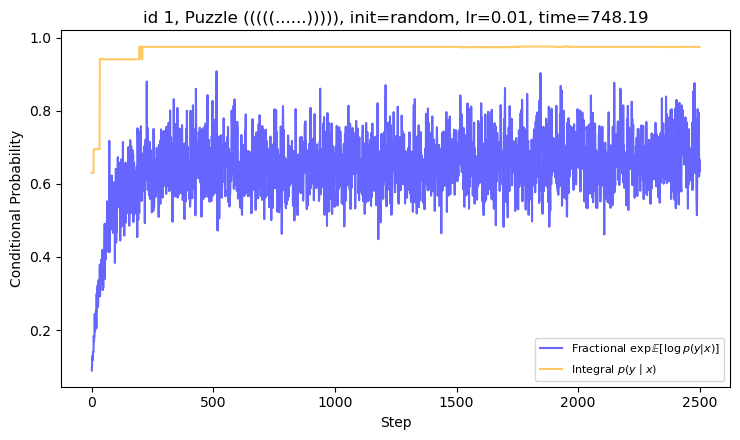 id 1, Puzzle (((((......))))), init=random, lr=0.01, time=748.19
Conditional Probability
1.0
0.8
0.6
0.4
0.2
0
500
1000
1500
2000
2500
Step
Fractional exp𝔼[log p(y|x)]
Integral p(y | x)